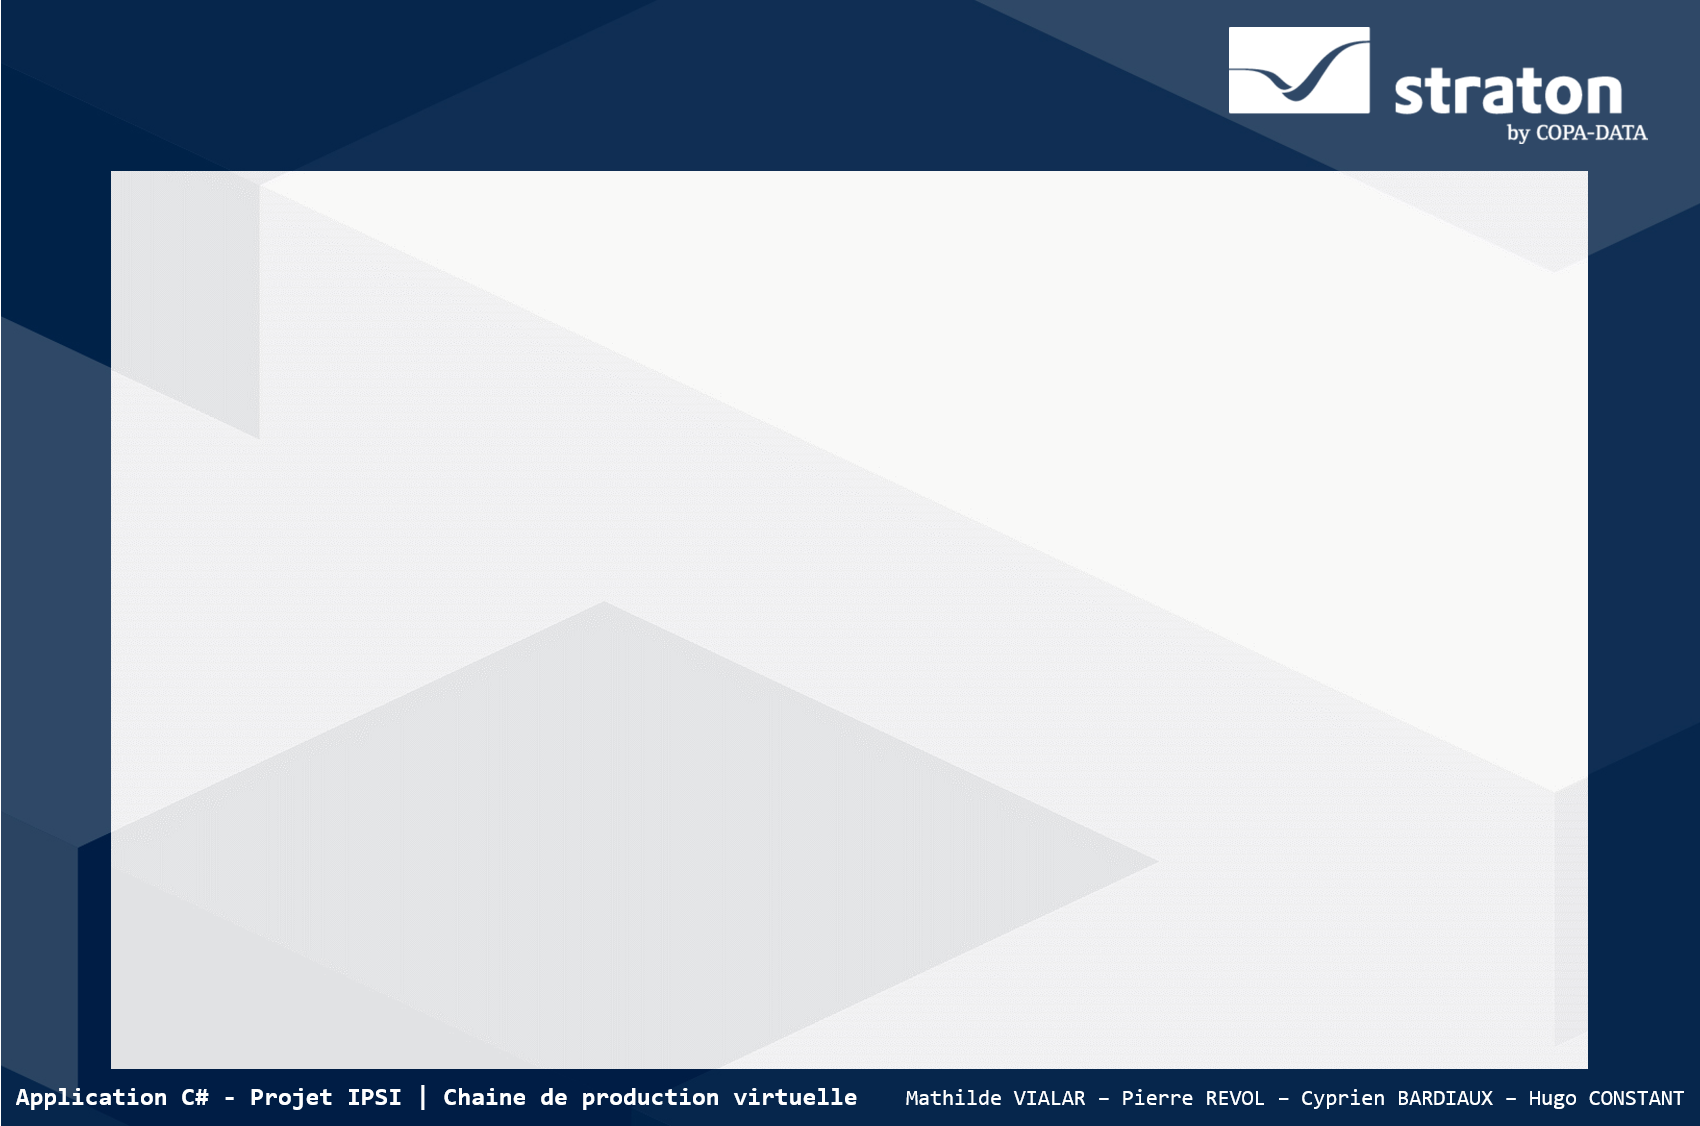 straton
by COPA-DATA
Application C# - Projet IPSI | Chaine de production virtuelle
Mathilde VIALAR – Pierre REVOL – Cyprien BARDIAUX – Hugo CONSTANT